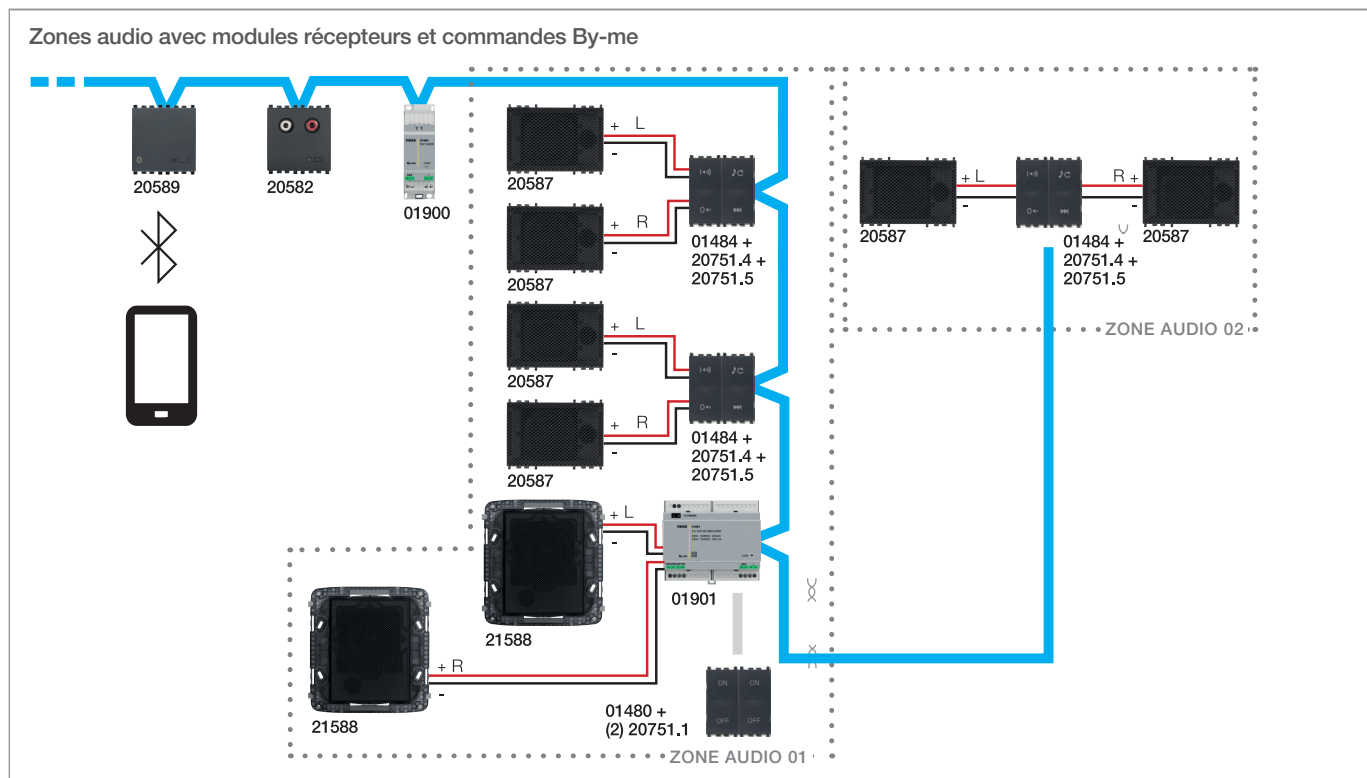 Zones audio avec modules récepteurs et commandes By-me
20589
20582
01900
+ L
-
20587
+ R
-
20587
01484 +
20751.4 +
20751.5
+ L
-
20587
+ R
-
20587
01484 +
20751.4 +
20751.5
+ L
-
21588
+ R
-
21588
01901
ON ON
OFF OFF
01480 +
(2) 20751.1
ZONE AUDIO 01
20587
+ L
-
R +
-
20587
01484 +
20751.4 +
20751.5
ZONE AUDIO 02